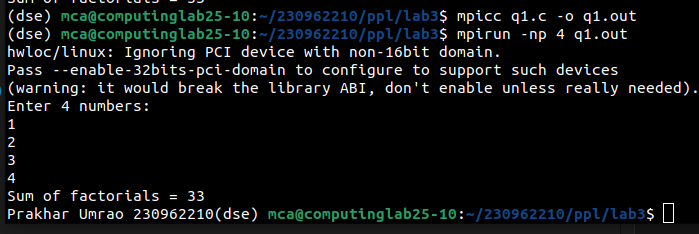 Sum of factorials = 33
(dse) mca@computinglab25-10:~/230962210/ppl/lab3$ mpicc q1.c -o q1.out
(dse) mca@computinglab25-10:~/230962210/ppl/lab3$ mpirun -np 4 q1.out
hwloc/linux: Ignoring PCI device with non-16bit domain.
Pass --enable-32bits-pci-domain to configure to support such devices
(warning: it would break the library ABI, don't enable unless really needed).
Enter 4 numbers:
1
2
3
4
Sum of factorials = 33
Prakhar Umrao 230962210(dse) mca@computinglab25-10:~/230962210/ppl/lab3$